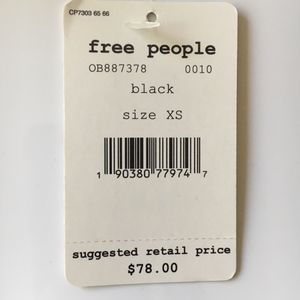 CP7303 65 66
free people
OB887378 0010
black
size XS
1 90380 77974 7
suggested retail price
$78.00